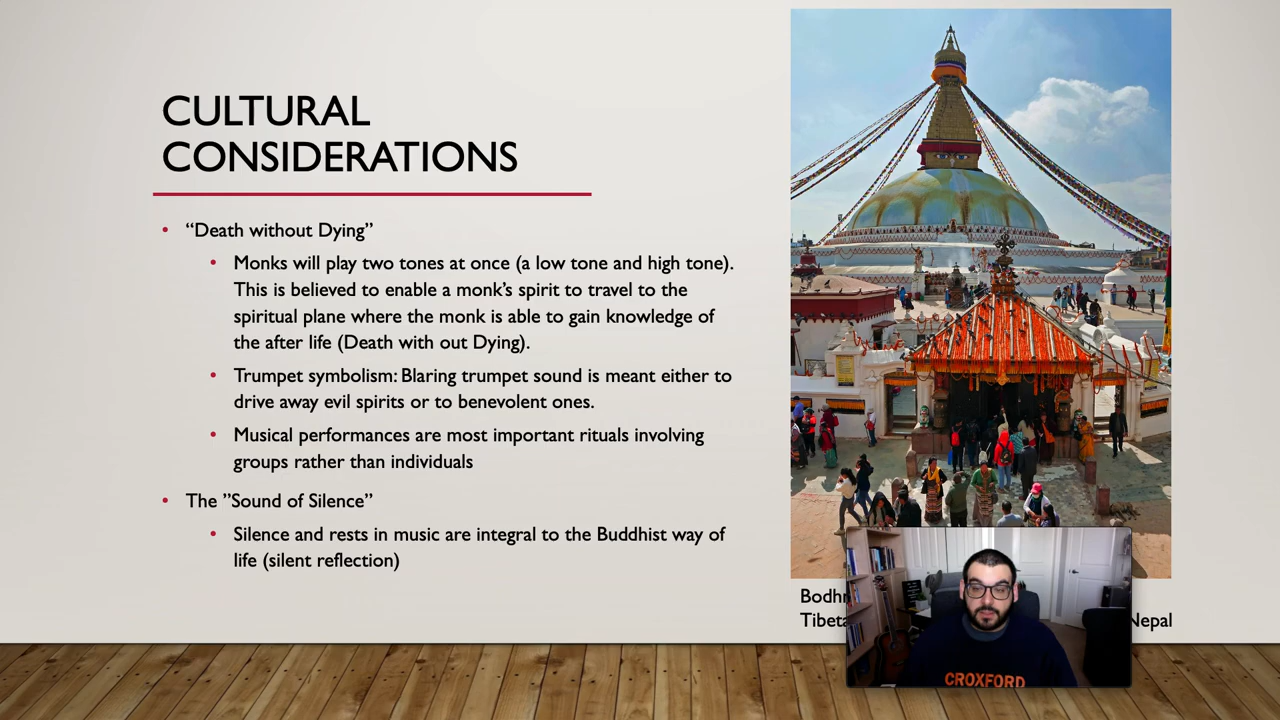 CULTURAL
CONSIDERATIONS
• “Death without Dying”
• Monks will play two tones at once (a low tone and high tone).
This is believed to enable a monk’s spirit to travel to the
spiritual plane where the monk is able to gain knowledge of
the after life (Death with out Dying).
• Trumpet symbolism: Blaring trumpet sound is meant either to
drive away evil spirits or to benevolent ones.
• Musical performances are most important rituals involving
groups rather than individuals
• The ”Sound of Silence”
• Silence and rests in music are integral to the Buddhist way of
life (silent reflection)
Nepal
CROXFORD